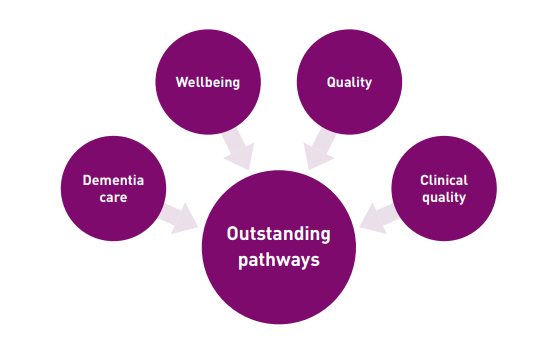 Wellbeing
Quality
Dementia
care
Clinical
quality
Outstanding
pathways